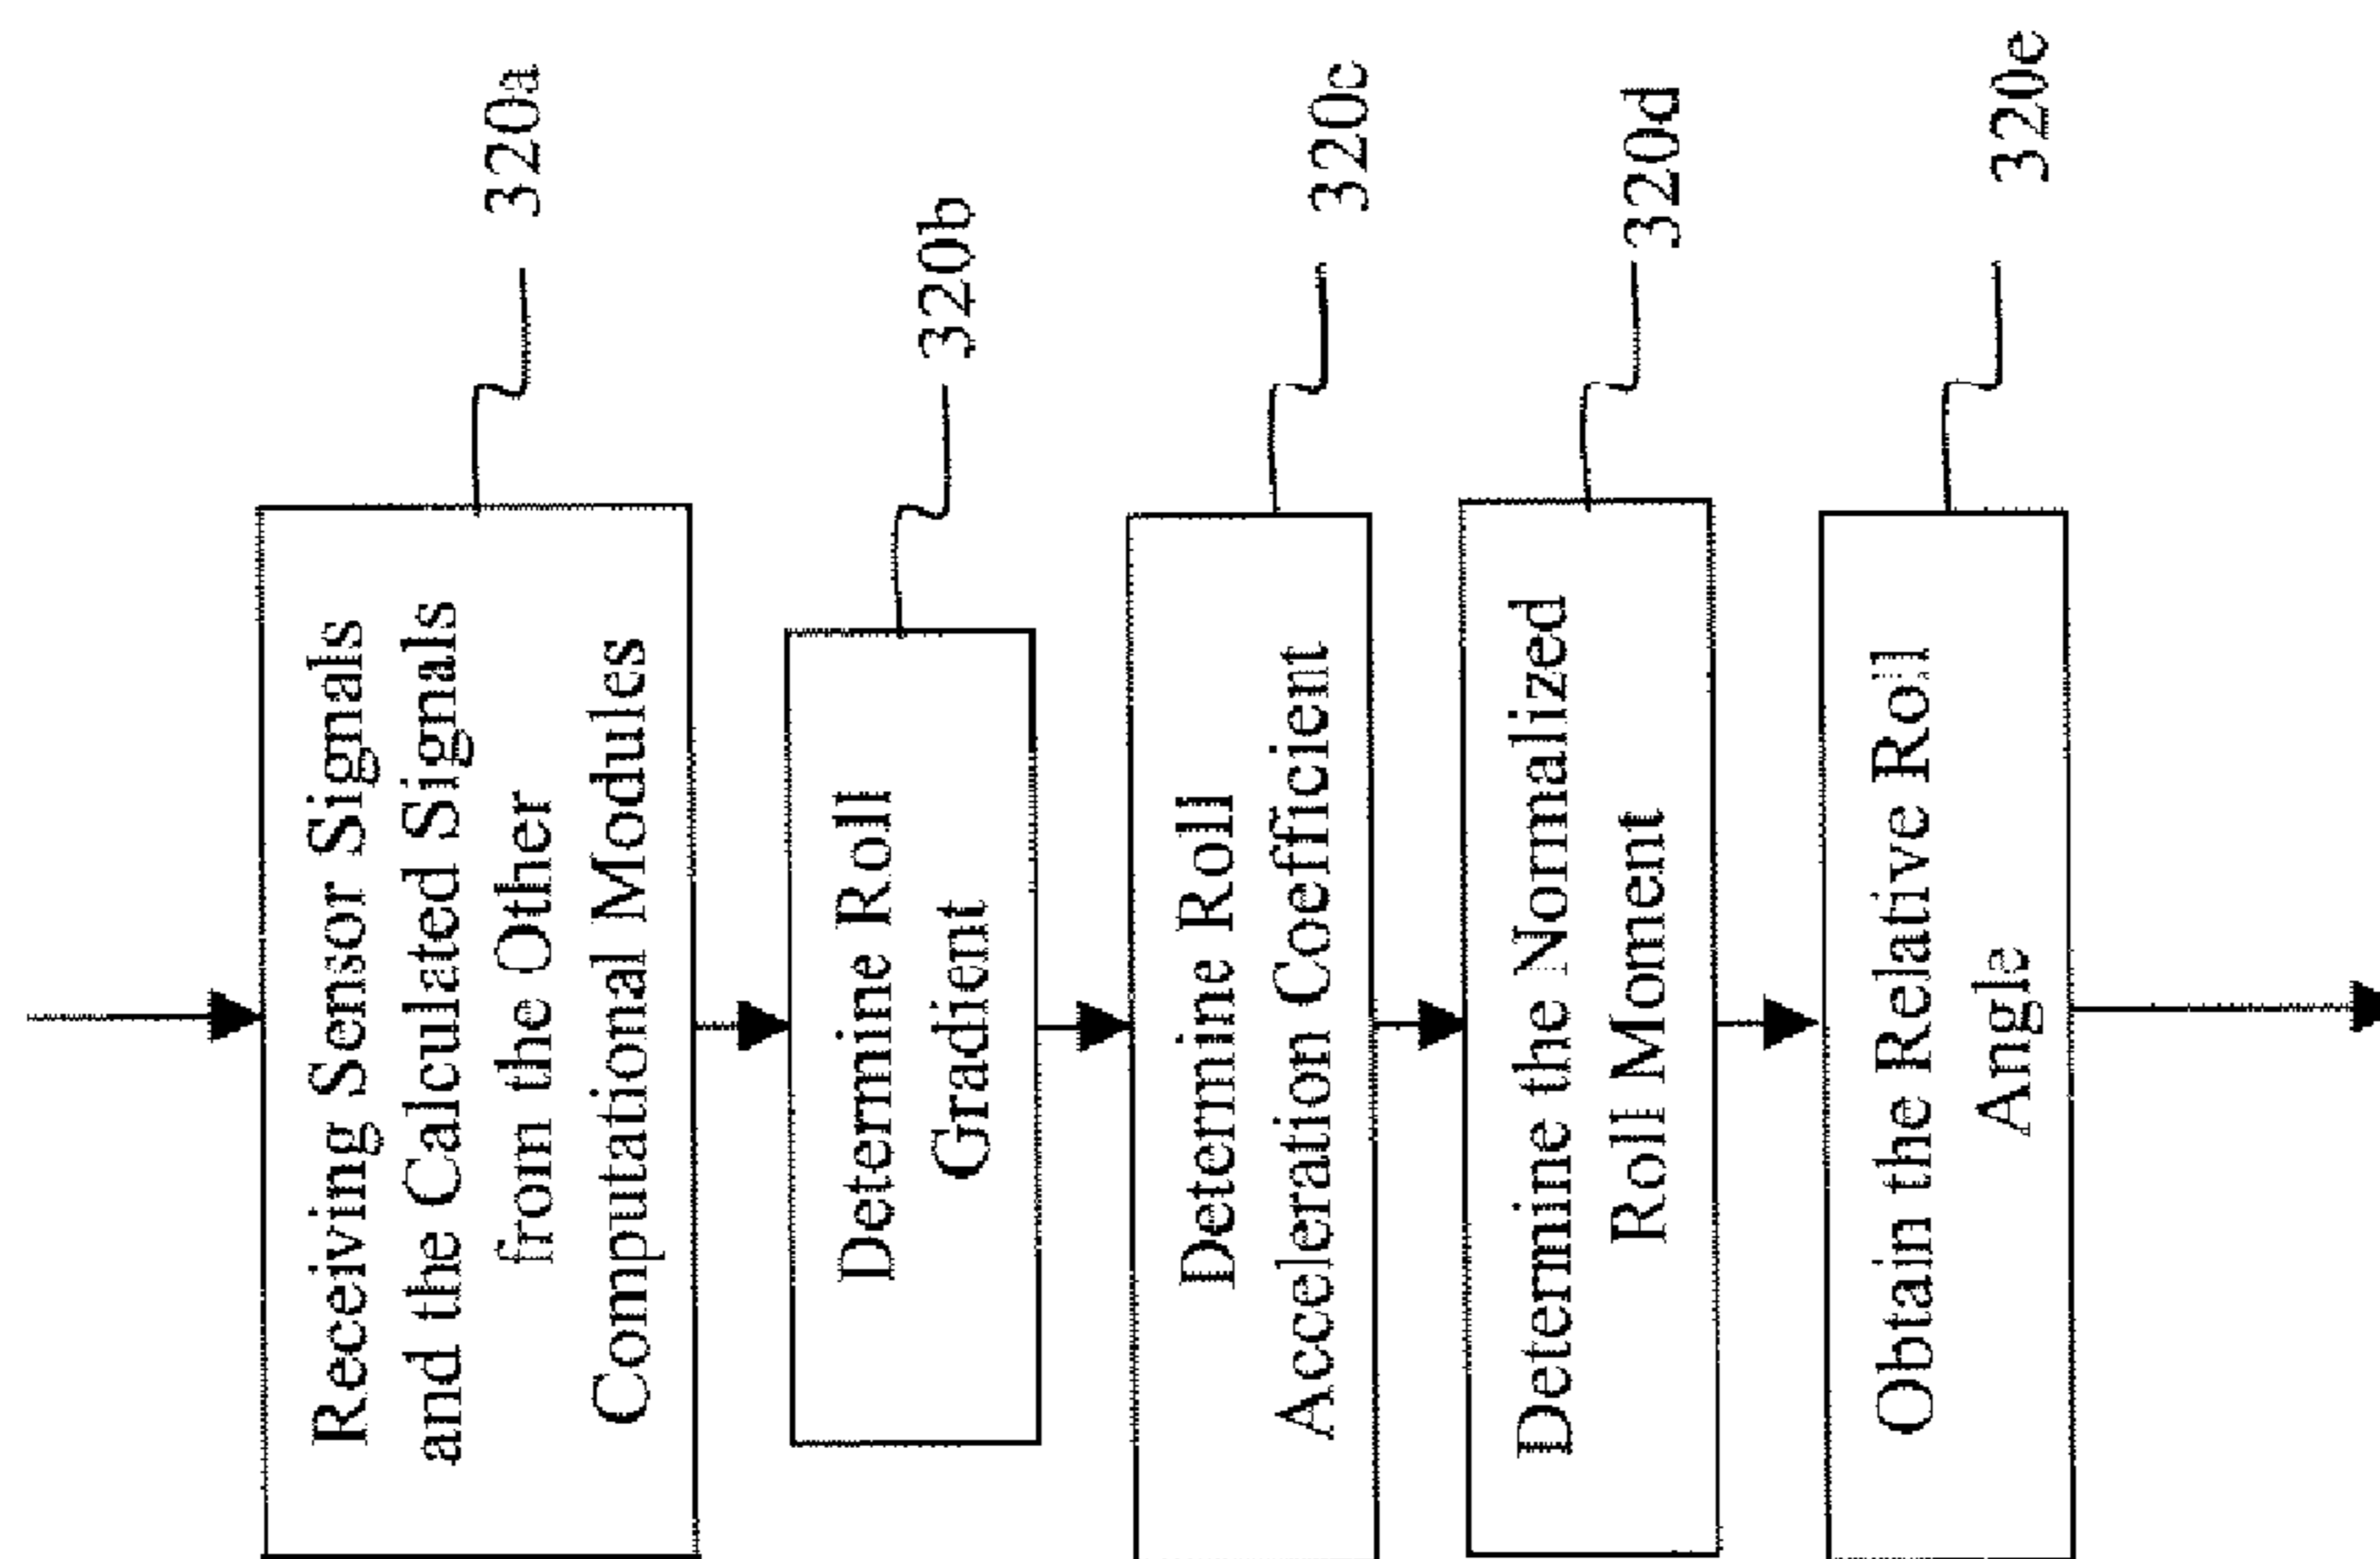 Receiving Sensor Signals
and the Calculated Signals
from the Other
Computational Modules
320a
Determine Roll
Gradient
320b
Determine Roll
Acceleration Coefficient
320c
Determine the Normalized
Roll Moment
320d
Obtain the Relative Roll
Angle
320e